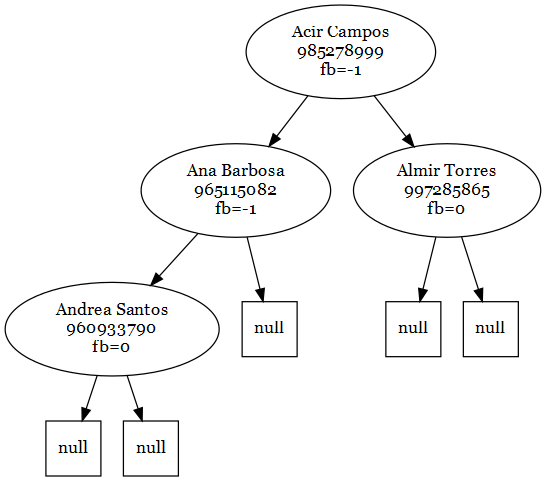 Acir Campos
985278999
fb=-1
Ana Barbosa
965115082
fb=-1
Almir Torres
997285865
fb=0
Andrea Santos
960933790
fb=0
null
null
null
null
null